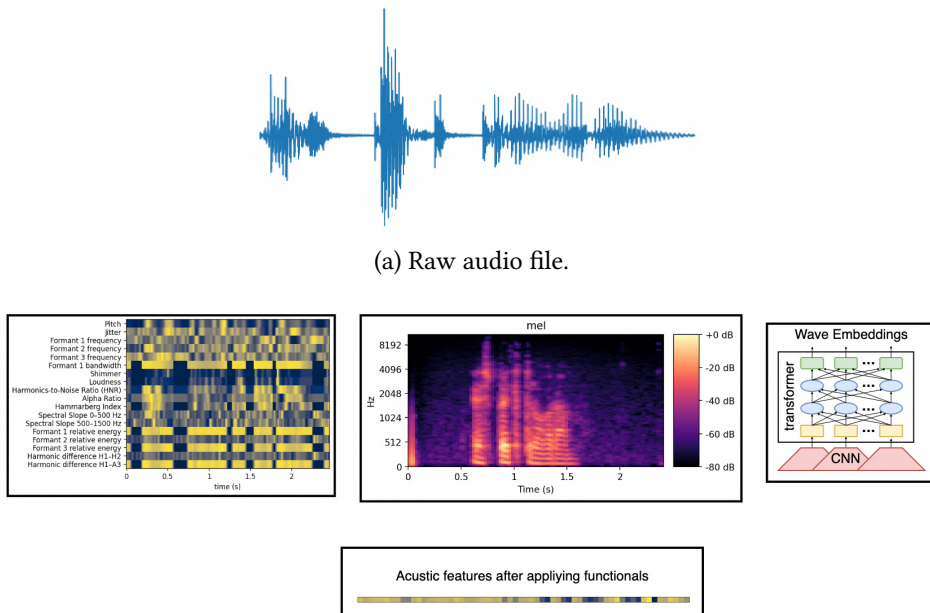 (a) Raw audio file.
Pitch
Jitter
Formant 1 frequency
Formant 2 frequency
Formant 3 frequency
Formant 1 bandwidth
Shimmer
Loudness
Harmonics-to-Noise Ratio (HNR)
Alpha Ratio
Hammarberg Index
Spectral Slope 0–500 Hz
Spectral Slope 500–1500 Hz
Formant 1 relative energy
Formant 2 relative energy
Formant 3 relative energy
Harmonic difference H1–H2
Harmonic difference H1–A3
0 0.5 1 1.5 2
time (s)
mel
8192
4096
2048
1024
512
0
Hz
0 0.5 1 1.5 2
Time (s)
+0 dB
-20 dB
-40 dB
-60 dB
-80 dB
Wave Embeddings
transformer
CNN
Acustic features after appliying functionals